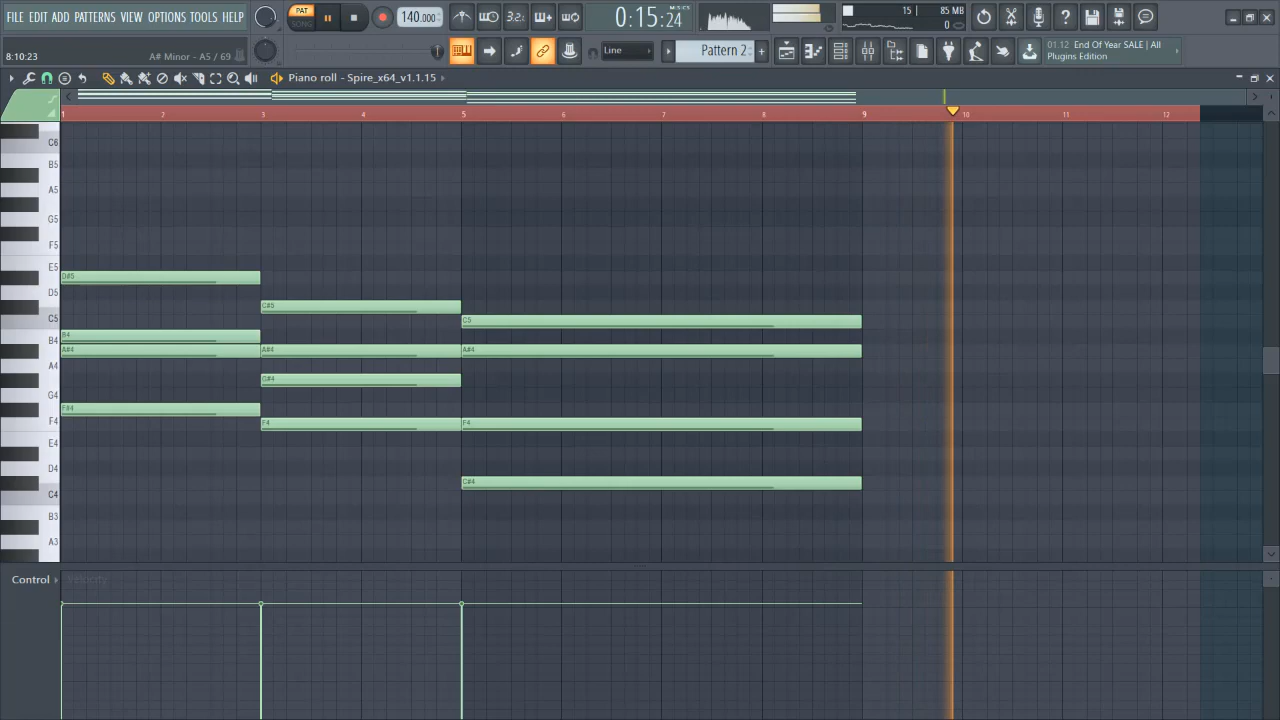 FILE EDIT ADD PATTERNS VIEW OPTIONS TOOLS HELP
PAT
SONG
140.000
3.2.
0:15:24
M:S:CS
15
85 MB
0
8:10:23
A# Minor - A5 / 69
Line
Pattern 2
01.12 End Of Year SALE | All
Plugins Edition
Piano roll - Spire_x64_v1.1.15
1 2 3 4 5 6 7 8 9 10 11 12
C6
B5
A5
G5
F5
E5
D#5
D5
C#5
C5
C5
B4
B4
A#4
A#4
A#4
A4
G#4
G4
F#4
F4
F4
F4
E4
D4
C#4
C4
B3
A3
Control
Velocity